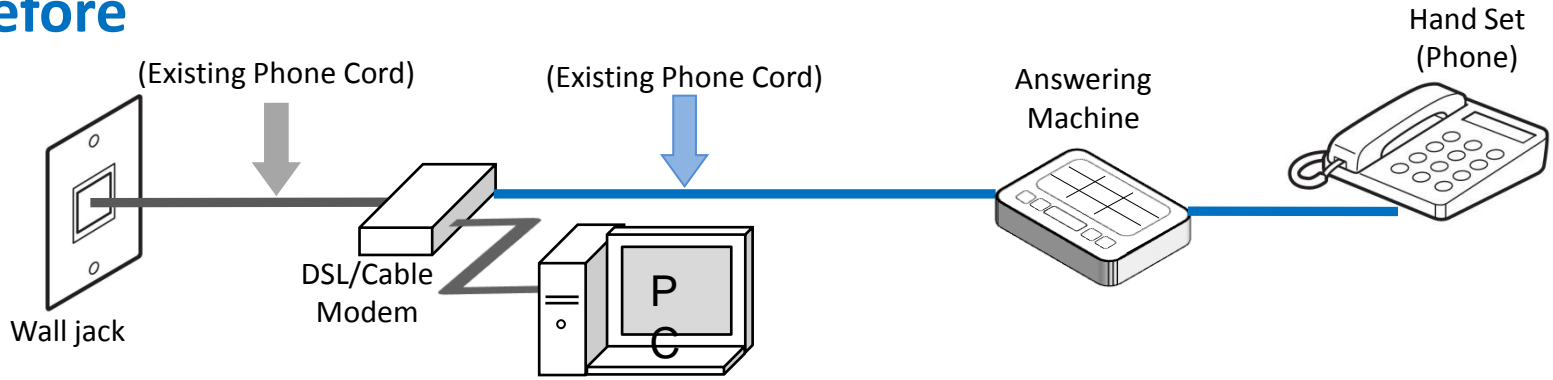 efore
(Existing Phone Cord)
(Existing Phone Cord)
Answering
Machine
Hand Set
(Phone)
DSL/Cable
Modem
Wall jack
P
C